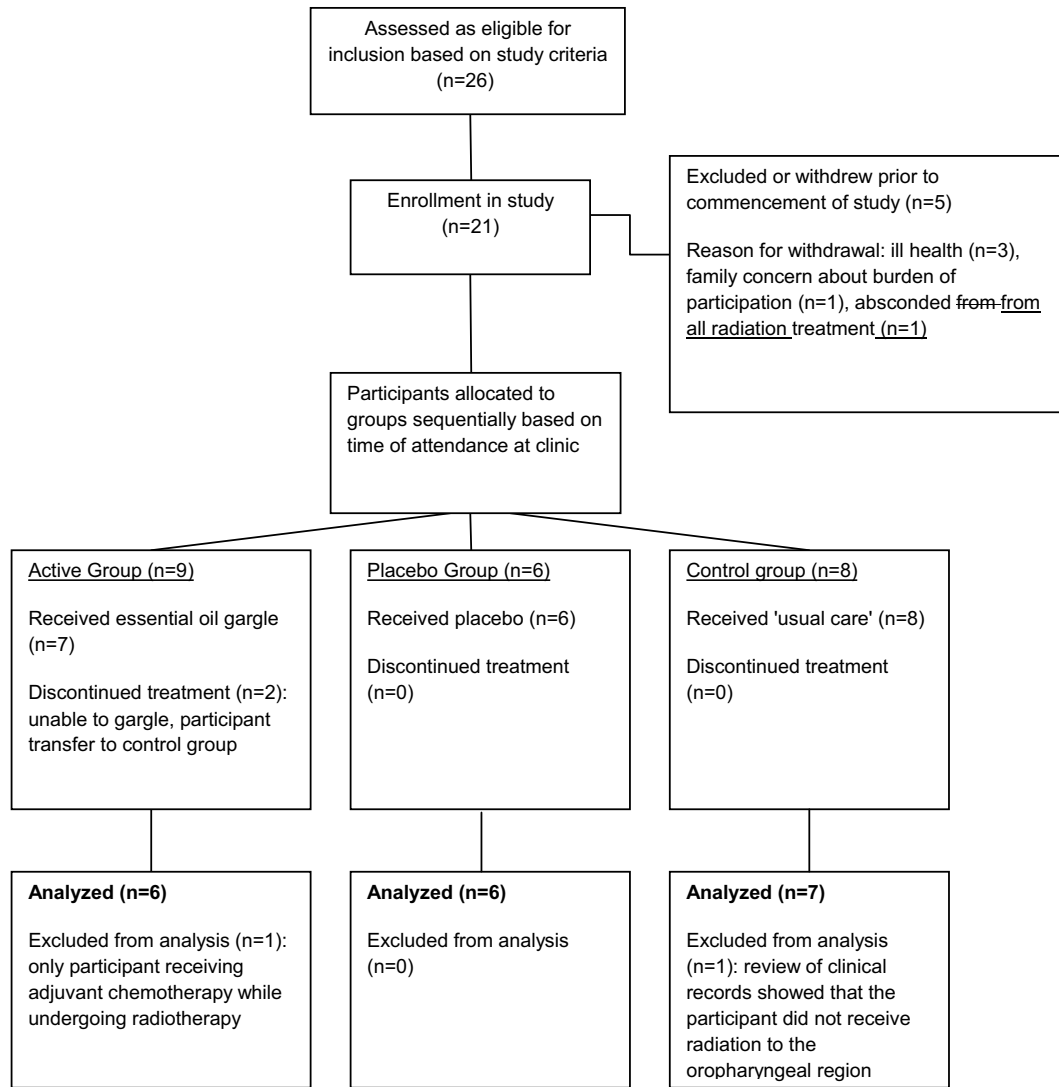 Assessed as eligible for
inclusion based on study criteria
(n=26)
Enrollment in study
(n=21)
Excluded or withdrew prior to
commencement of study (n=5)
Reason for withdrawal: ill health (n=3),
family concern about burden of
participation (n=1), absconded from from
all radiation treatment (n=1)
Participants allocated to
groups sequentially based on
time of attendance at clinic
Active Group (n=9)
Received essential oil gargle
(n=7)
Discontinued treatment (n=2):
unable to gargle, participant
transfer to control group
Placebo Group (n=6)
Received placebo (n=6)
Discontinued treatment
(n=0)
Control group (n=8)
Received 'usual care' (n=8)
Discontinued treatment
(n=0)
Analyzed (n=6)
Excluded from analysis (n=1):
only participant receiving
adjuvant chemotherapy while
undergoing radiotherapy
Analyzed (n=6)
Excluded from analysis
(n=0)
Analyzed (n=7)
Excluded from analysis
(n=1): review of clinical
records showed that the
participant did not receive
radiation to the
oropharyngeal region